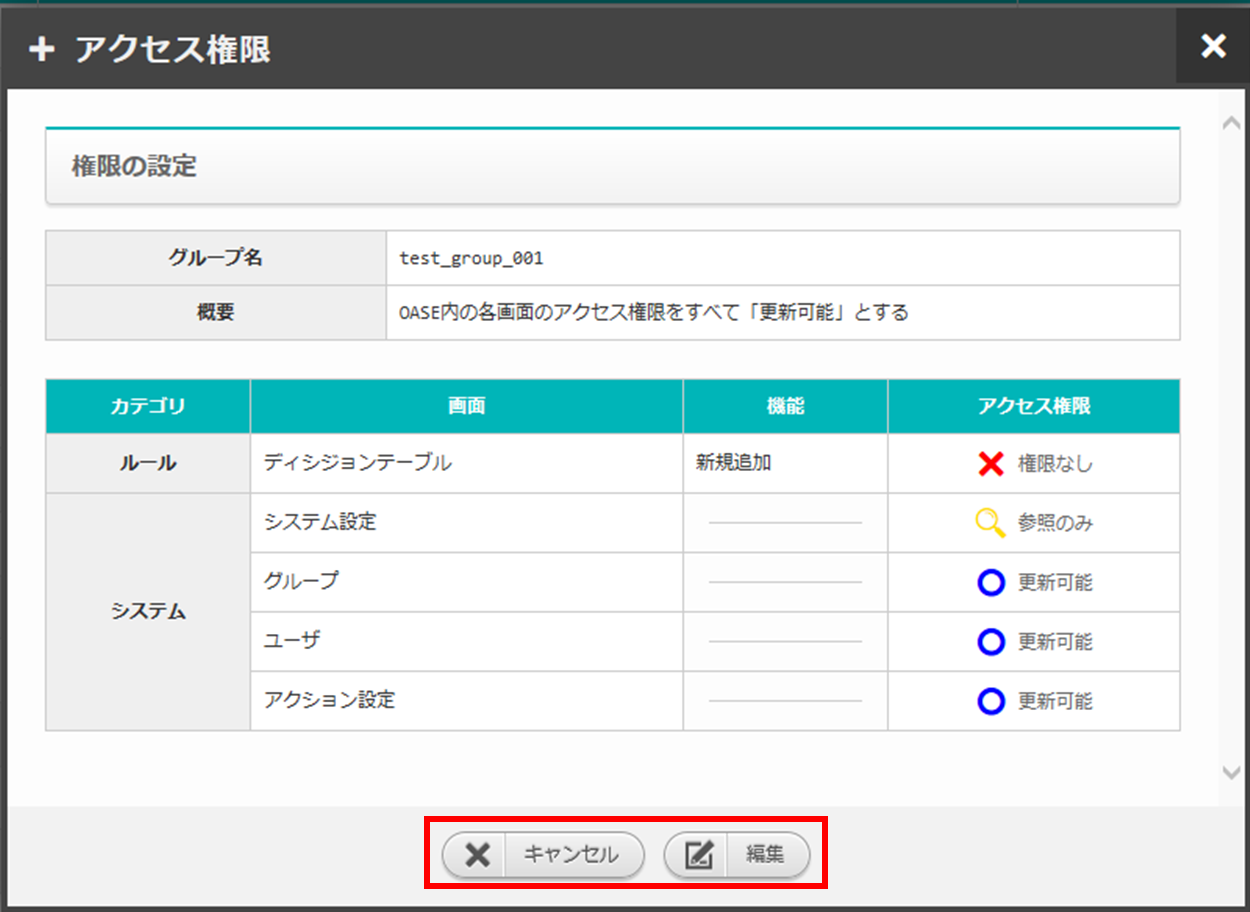 アクセス権限
権限の設定
グループ名 test_group_001
概要 OASE内の各画面のアクセス権限をすべて「更新可能」とする
カテゴリ 画面 機能 アクセス権限
ルール ディシジョンテーブル 新規追加 権限なし
システム設定 参照のみ
グループ 更新可能
システム
ユーザ 更新可能
アクション設定 更新可能
キャンセル 編集